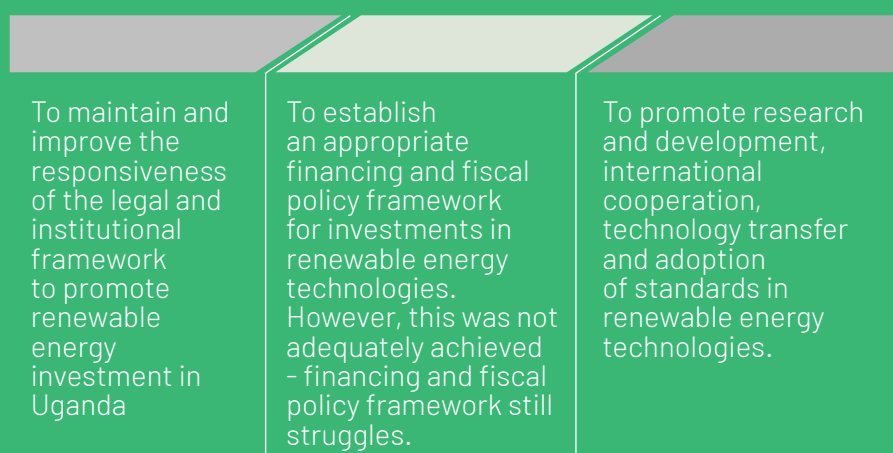 To maintain and
improve the
responsiveness
of the legal and
institutional
framework
to promote
renewable
energy
investment in
Uganda
To establish
an appropriate
financing and fiscal
policy framework
for investments in
renewable energy
technologies.
However, this was not
adequately achieved
- financing and fiscal
policy framework still
struggles.
To promote research
and development,
international
cooperation,
technology transfer
and adoption
of standards in
renewable energy
technologies.